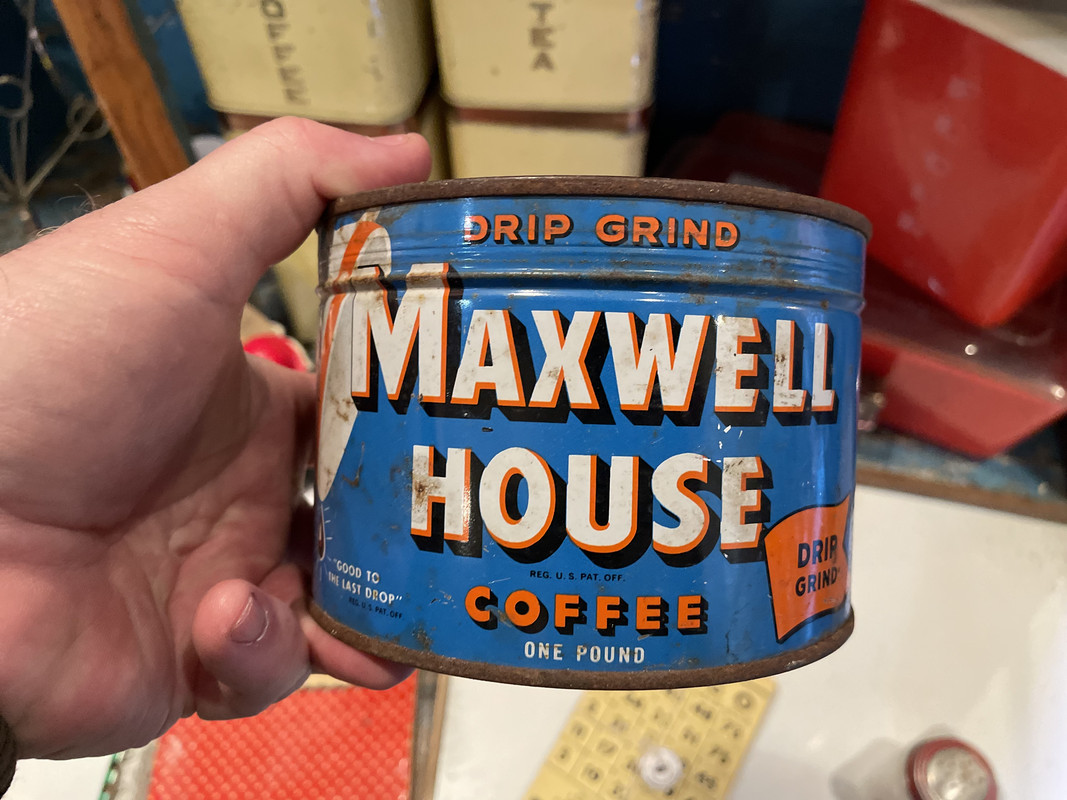 COFFEE
TEA
DRIP GRIND
MAXWELL
HOUSE
REG. U.S. PAT. OFF.
"GOOD TO
THE LAST DROP"
REG. U.S. PAT. OFF.
COFFEE
ONE POUND
DRIP
GRIND